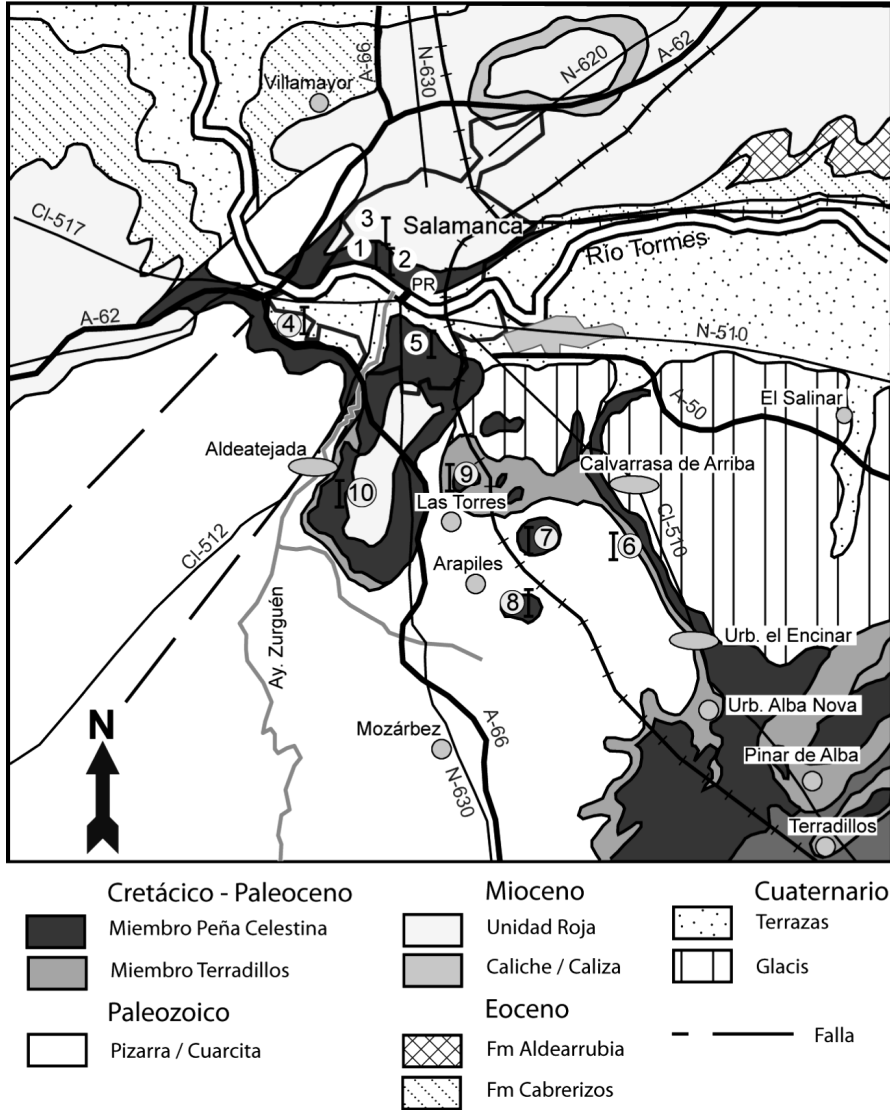 A-66
N-630
N-620
A-62
Villamayor
CI-517
3
Salamanca
1
2
Río Tormes
PR
A-62
4
5
N-510
A-50
El Salinar
Aldeatejada
9
Calvarrasa de Arriba
10
Las Torres
CI-510
7
6
CI-512
Arapiles
8
Ay. Zurguén
Urb. el Encinar
Urb. Alba Nova
N
Mozárbez
A-66
Pinar de Alba
N-630
Terradillos
Cretácico - Paleoceno
Miembro Peña Celestina
Miembro Terradillos
Paleozoico
Pizarra / Cuarcita
Mioceno
Unidad Roja
Caliche / Caliza
Eoceno
Fm Aldearrubia
Fm Cabrerizos
Cuaternario
Terrazas
Glacis
Falla